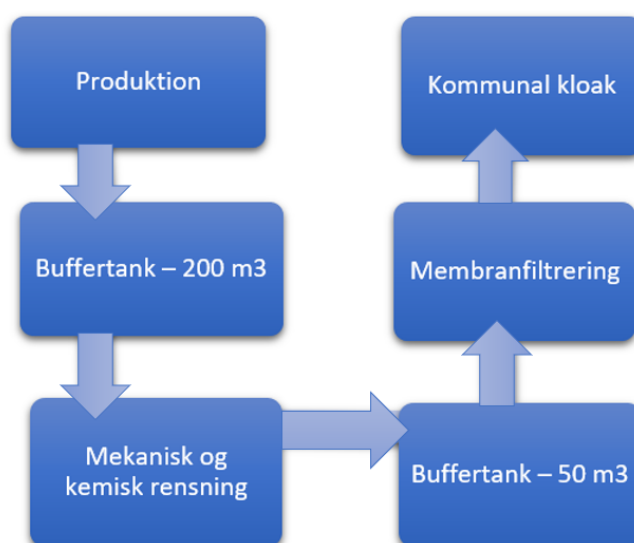 Produktion
Buffertank – 200 m3
Mekanisk og
kemisk rensning
Buffertank – 50 m3
Membranfiltrering
Kommunal kloak